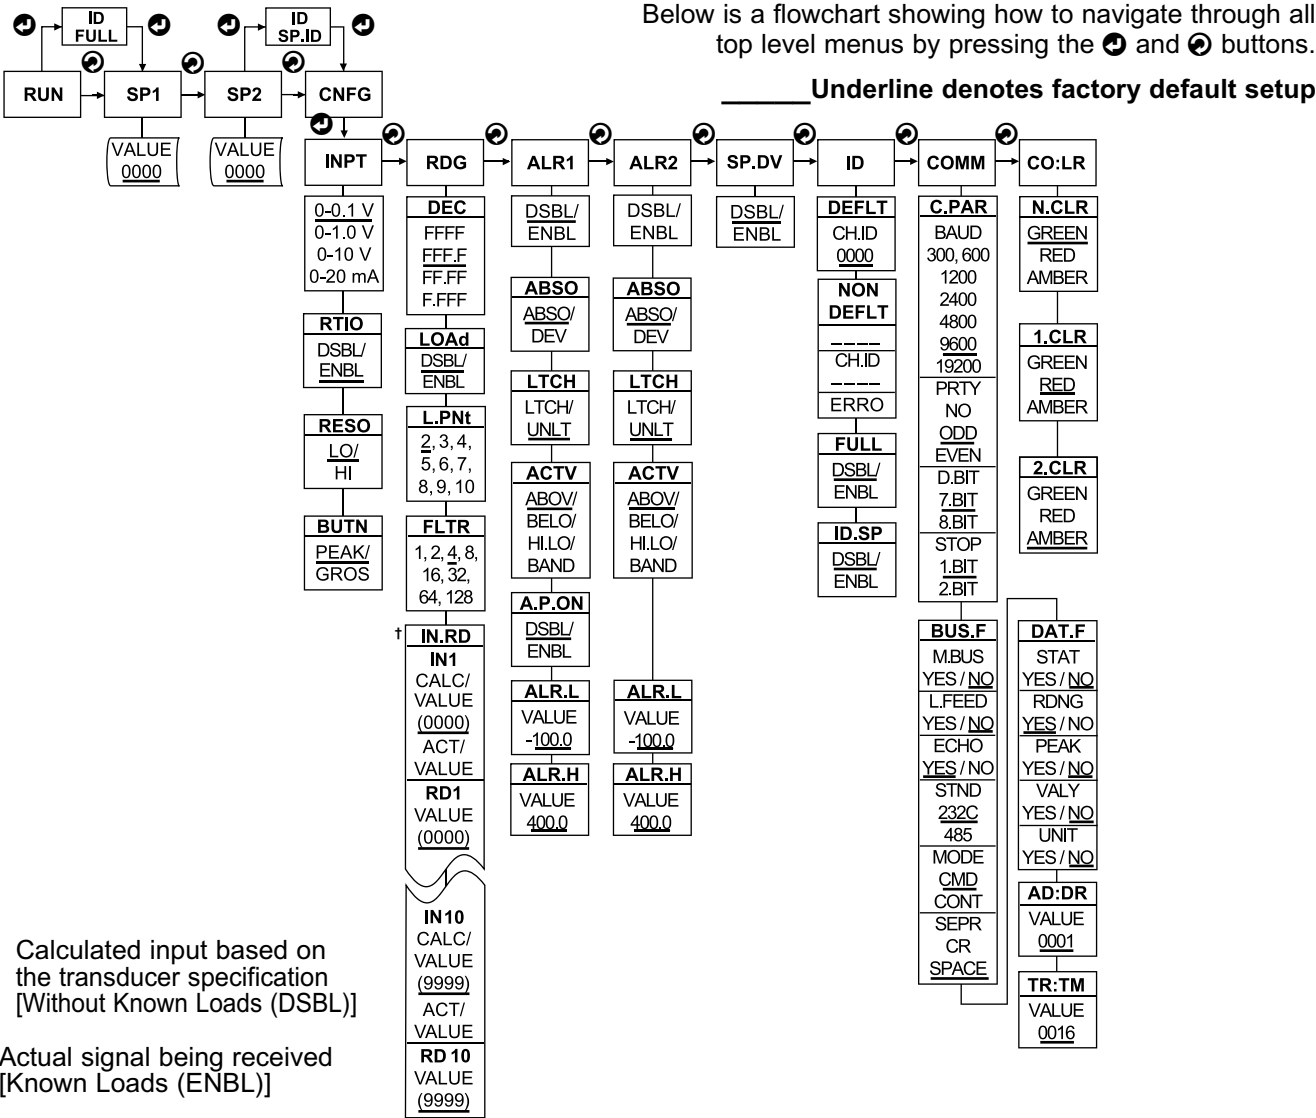 Below is a flowchart showing how to navigate through all
top level menus by pressing the and buttons.
Underline denotes factory default setup
ID
FULL
ID
SP.ID
RUN
SP1
SP2
CNFG
VALUE
0000
VALUE
0000
INPT
RDG
ALR1
ALR2
SP.DV
ID
COMM
CO:LR
0-0.1 V
0-1.0 V
0-10 V
0-20 mA
RTIO
DSBL/
ENBL
RESO
LO/
HI
BUTN
PEAK/
GROS
DEC
FFFF
FFF.F
FF.FF
F.FFF
LOAd
DSBL/
ENBL
L.PNt
2, 3, 4,
5, 6, 7,
8, 9, 10
FLTR
1, 2, 4, 8,
16, 32,
64, 128
†
IN.RD
IN1
CALC/
VALUE
(0000)
ACT/
VALUE
RD1
VALUE
(0000)
IN10
CALC/
VALUE
(9999)
ACT/
VALUE
RD 10
VALUE
(9999)
DSBL/
ENBL
ABSO
ABSO/
DEV
LTCH
LTCH/
UNLT
ACTV
ABOV/
BELO/
HI.LO/
BAND
A.P.ON
DSBL/
ENBL
ALR.L
VALUE
-100.0
ALR.H
VALUE
400.0
DSBL/
ENBL
ABSO
ABSO/
DEV
LTCH
LTCH/
UNLT
ACTV
ABOV/
BELO/
HI.LO/
BAND
ALR.L
VALUE
-100.0
ALR.H
VALUE
400.0
DSBL/
ENBL
DEFLT
CH.ID
0000
NON
DEFLT
_ _ _ _
CH.ID
_ _ _ _
ERRO
FULL
DSBL/
ENBL
ID.SP
DSBL/
ENBL
C.PAR
BAUD
300, 600
1200
2400
4800
9600
19200
PRTY
NO
ODD
EVEN
D.BIT
7.BIT
8.BIT
STOP
1.BIT
2.BIT
BUS.F
M.BUS
YES / NO
L.FEED
YES / NO
ECHO
YES / NO
STND
232C
485
MODE
CMD
CONT
SEPR
CR
SPACE
DAT.F
STAT
YES / NO
RDNG
YES / NO
PEAK
YES / NO
VALY
YES / NO
UNIT
YES / NO
AD:DR
VALUE
0001
TR:TM
VALUE
0016
N.CLR
GREEN
RED
AMBER
1.CLR
GREEN
RED
AMBER
2.CLR
GREEN
RED
AMBER
Calculated input based on
the transducer specification
[Without Known Loads (DSBL)]
Actual signal being received
[Known Loads (ENBL)]